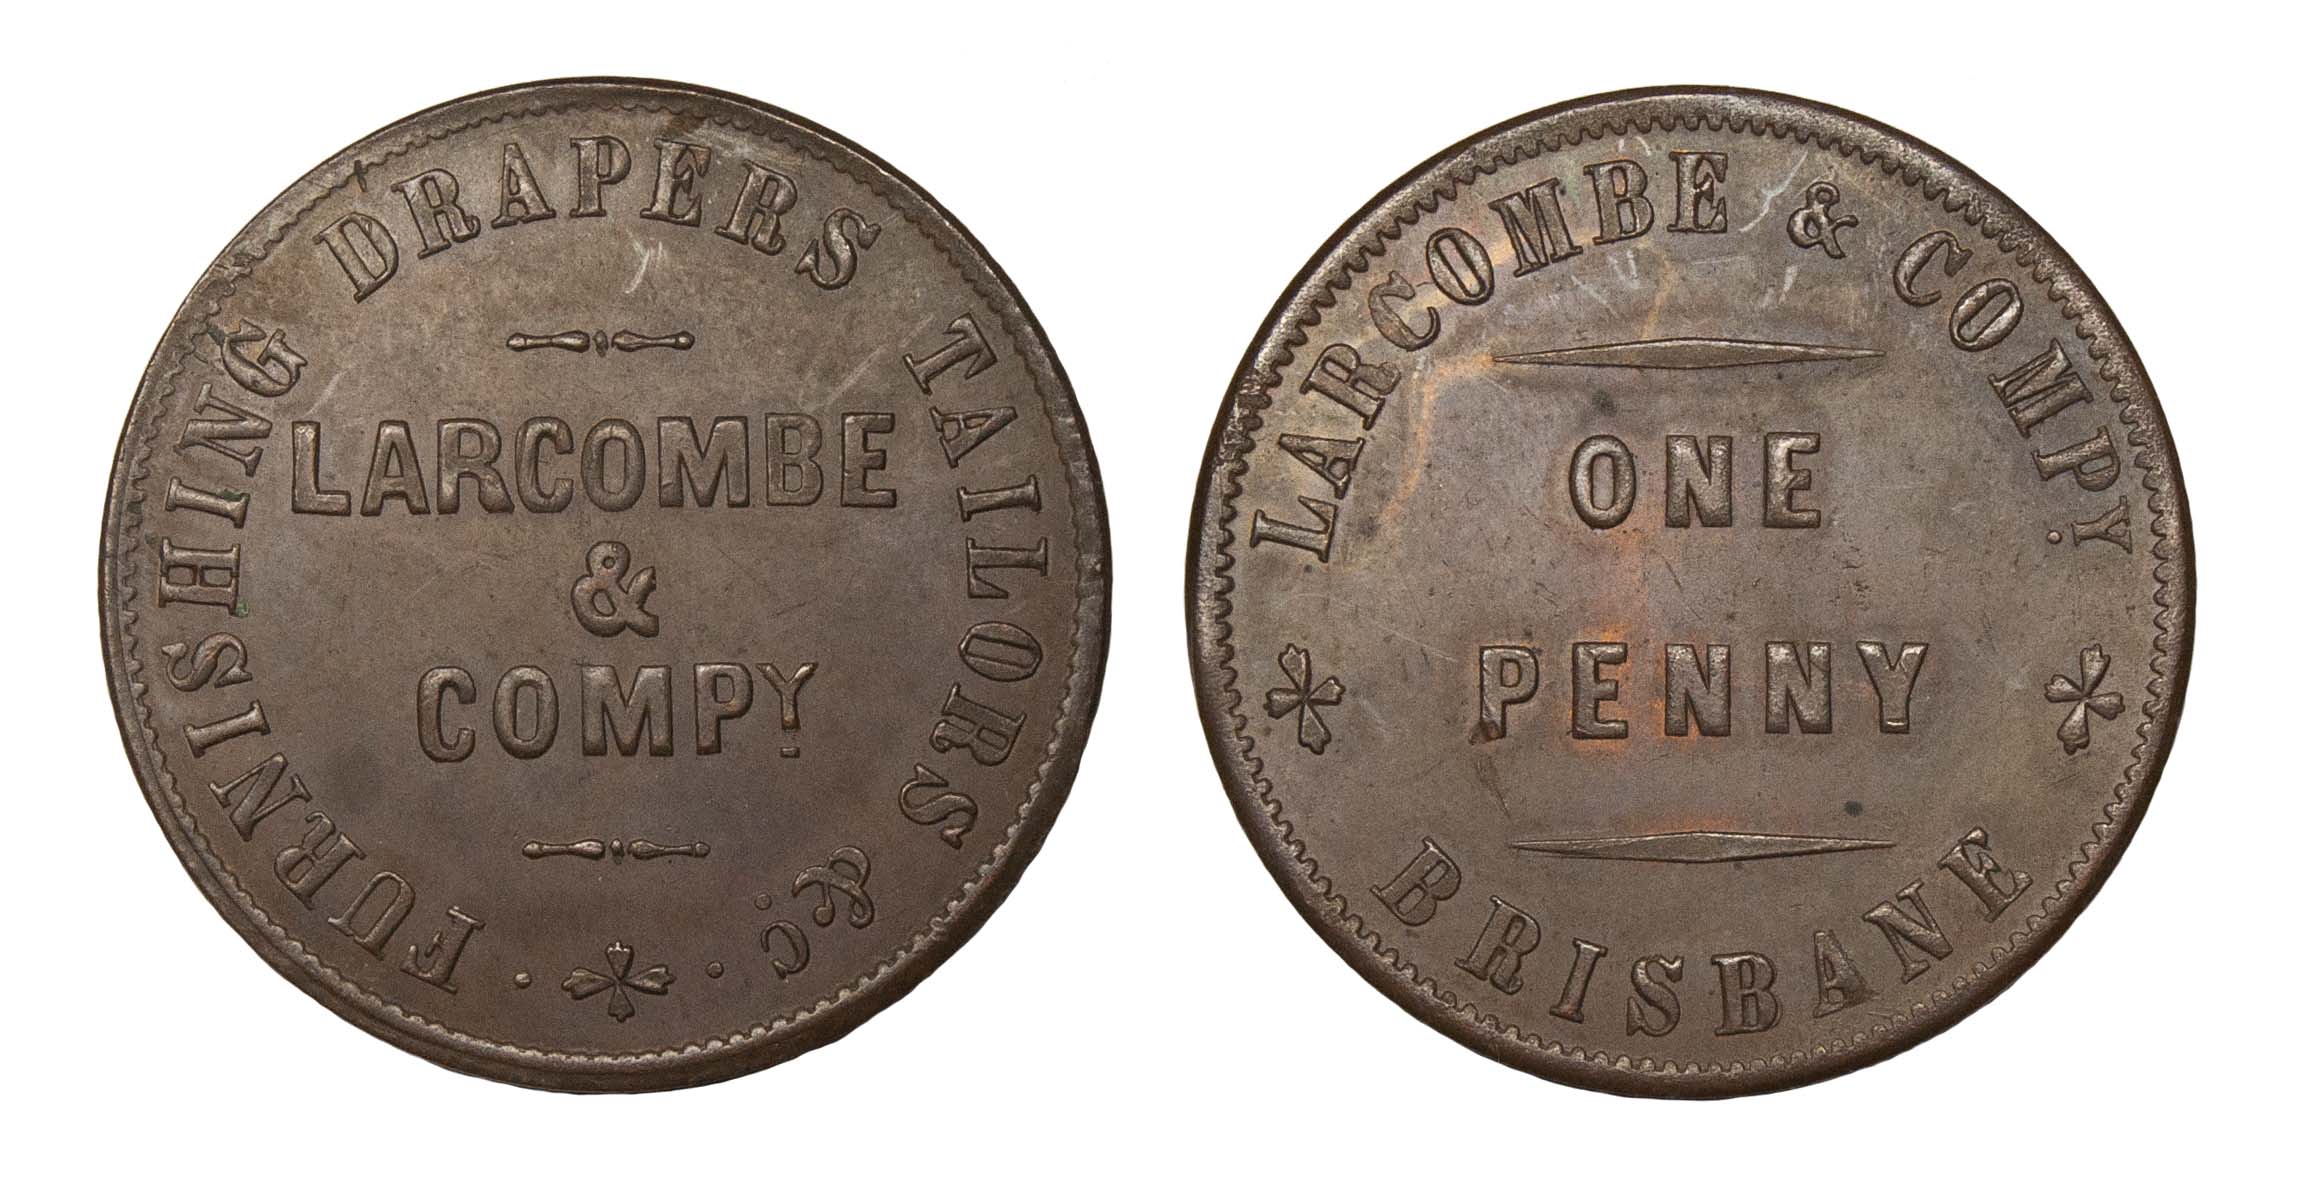 FURNISHING DRAPERS TAILORS &c.
LARCOMBE
&
COMPY
LARCOMBE & COMPY.
ONE
PENNY
BRISBANE